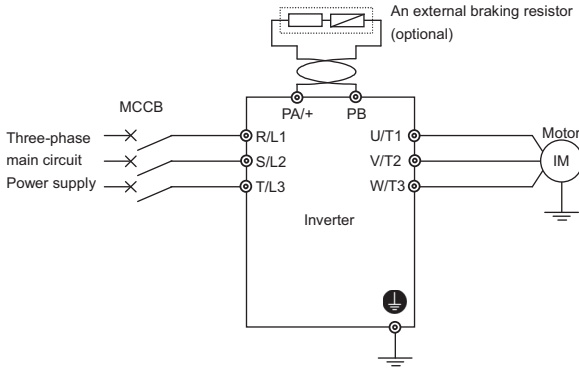 An external braking resistor
(optional)
PA/+ PB
MCCB
Three-phase
main circuit
Power supply
R/L1
S/L2
T/L3
U/T1
V/T2
W/T3
Motor
IM
Inverter